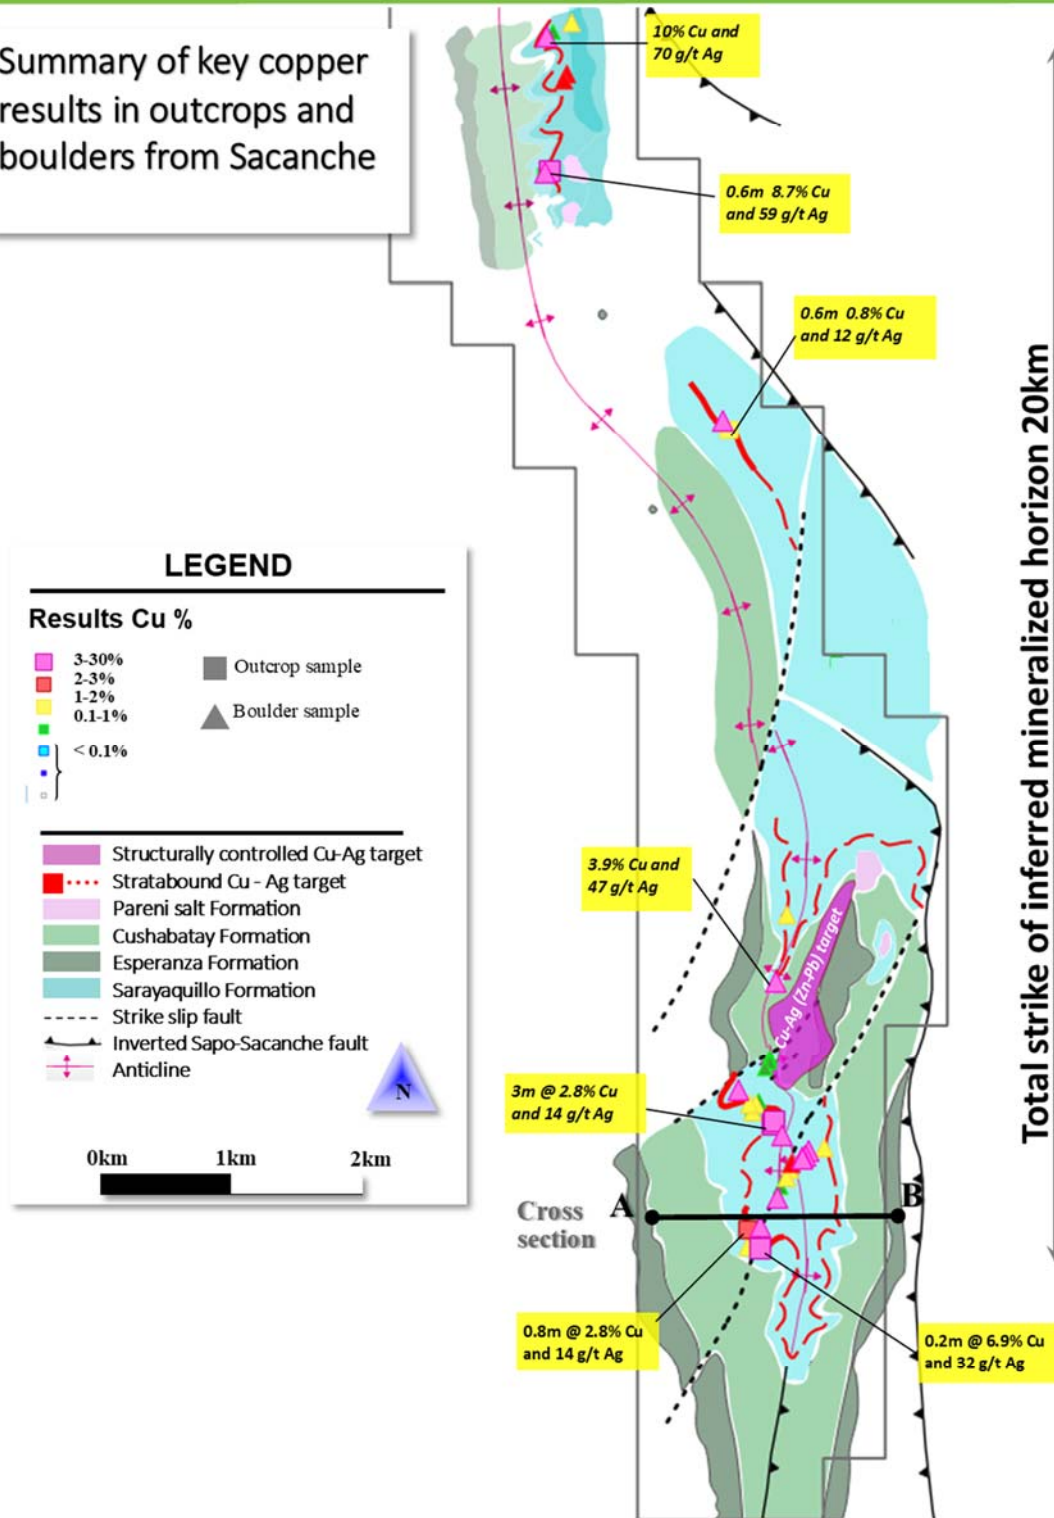 Summary of key copper
results in outcrops and
boulders from Sacanche
10% Cu and
70 g/t Ag
0.6m 8.7% Cu
and 59 g/t Ag
0.6m 0.8% Cu
and 12 g/t Ag
Total strike of inferred mineralized horizon 20km
LEGEND
Results Cu %
3-30%
2-3%
1-2%
0.1-1%
< 0.1%
Outcrop sample
Boulder sample
Structurally controlled Cu-Ag target
Stratabound Cu - Ag target
Pareni salt Formation
Cushabatay Formation
Esperanza Formation
Sarayaquillo Formation
Strike slip fault
Inverted Sapo-Sacanche fault
Anticline
N
0km 1km 2km
3.9% Cu and
47 g/t Ag
Cu-Ag (Zn-Pb) target
3m @ 2.8% Cu
and 14 g/t Ag
Cross
section
A
B
0.8m @ 2.8% Cu
and 14 g/t Ag
0.2m @ 6.9% Cu
and 32 g/t Ag